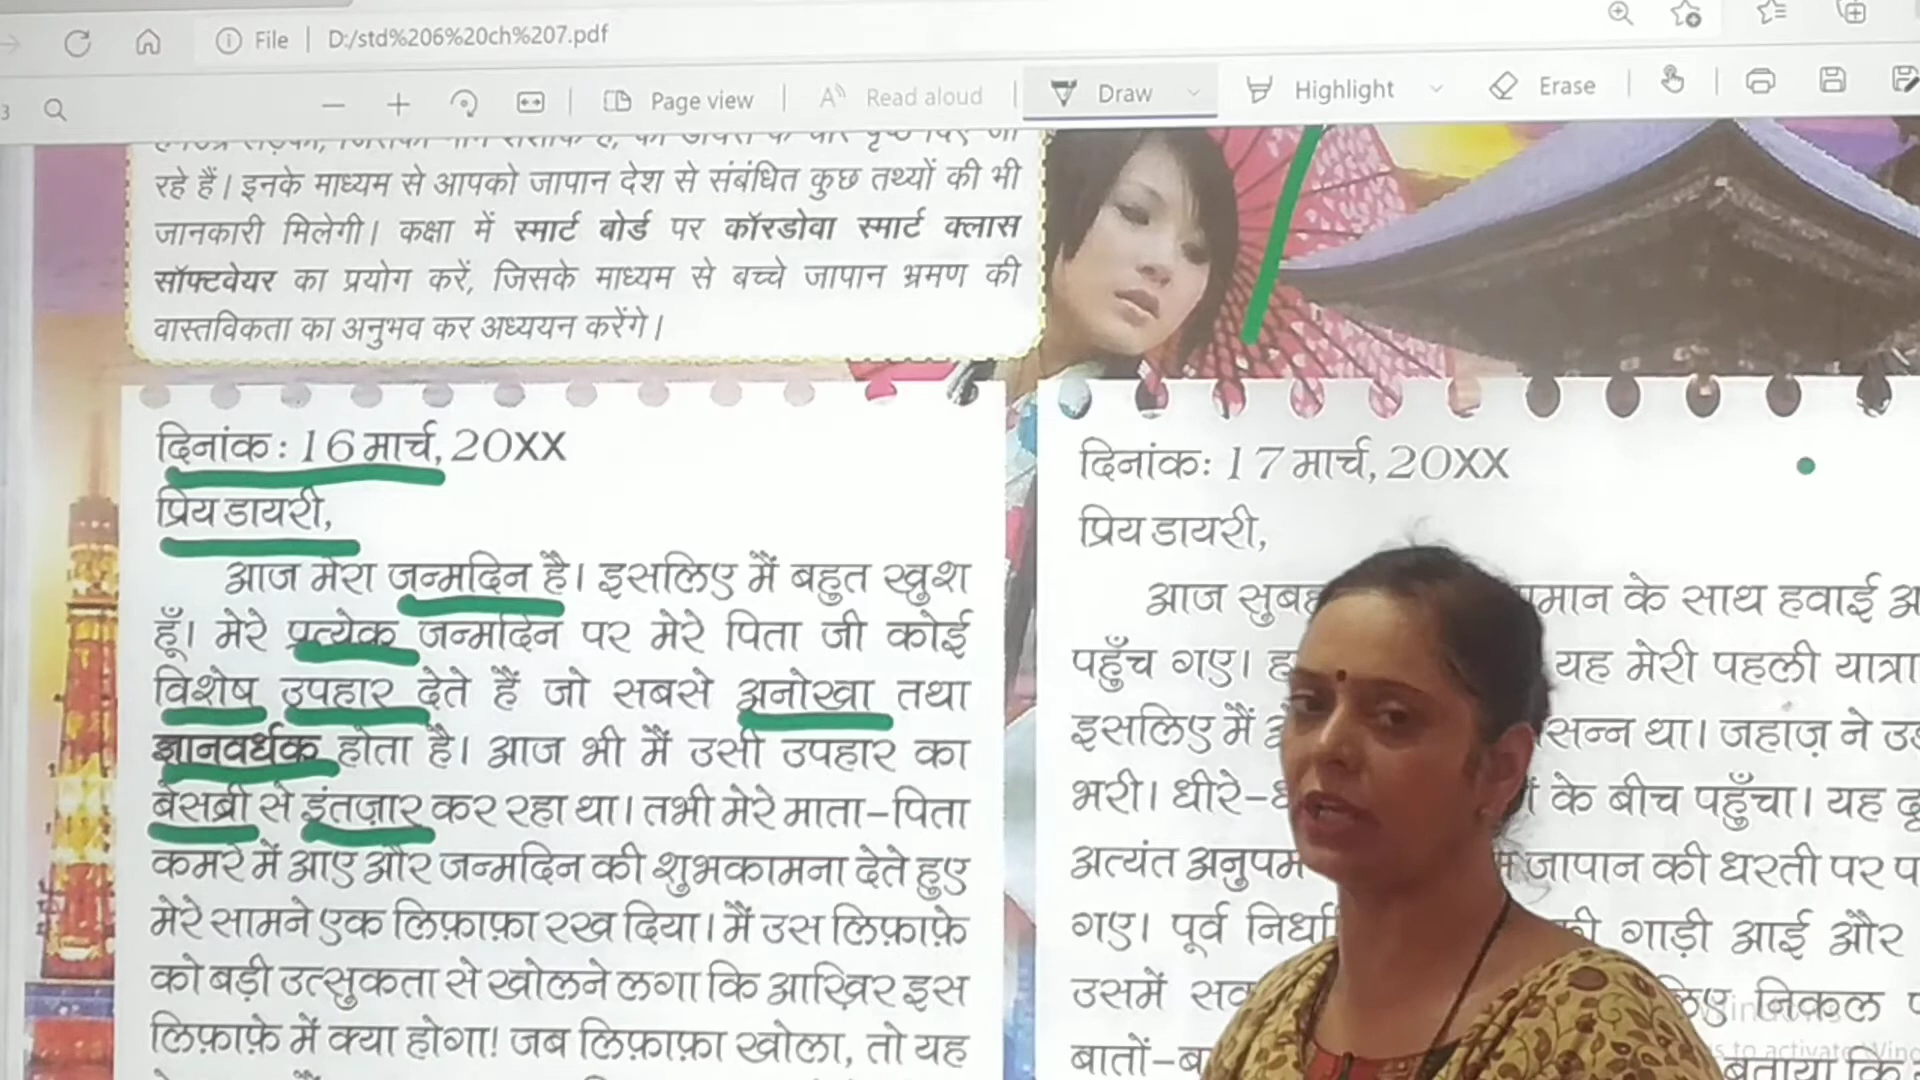 File D:/std%206%20ch%207.pdf
3 Page view Read aloud Draw Highlight Erase
रहे हैं। इनके माध्यम से आपको जापान देश से संबंधित कुछ तथ्यों की भी
जानकारी मिलेगी। कक्षा में स्मार्ट बोर्ड पर कॉरडोवा स्मार्ट क्लास
सॉफ्टवेयर का प्रयोग करें, जिसके माध्यम से बच्चे जापान भ्रमण की
वास्तविकता का अनुभव कर अध्ययन करेंगे।
दिनांक: 16 मार्च, 20XX
प्रिय डायरी,
आज मेरा जन्मदिन है। इसलिए मैं बहुत खुश
हूँ। मेरे प्रत्येक जन्मदिन पर मेरे पिता जी कोई
विशेष उपहार देते हैं जो सबसे अनोखा तथा
ज्ञानवर्धक होता है। आज भी मैं उसी उपहार का
बेसब्री से इंतज़ार कर रहा था। तभी मेरे माता-पिता
कमरे में आए और जन्मदिन की शुभकामना देते हुए
मेरे सामने एक लिफ़ाफ़ा रख दिया। मैं उस लिफ़ाफ़े
को बड़ी उत्सुकता से खोलने लगा कि आख़िर इस
लिफ़ाफ़े में क्या होगा! जब लिफ़ाफ़ा खोला, तो यह
दिनांक: 17 मार्च, 20XX
प्रिय डायरी,
आज के साथ हवाई
पहुँच गए। यह मेरी पहली यात्रा
इसलिए मैं था। जहाज़ ने
भरी। के बीच पहुँचा। यह
अत्यंत जापान की धरती पर
गए। पूर्व गाड़ी आई और
उसमें निकल
बताया कि